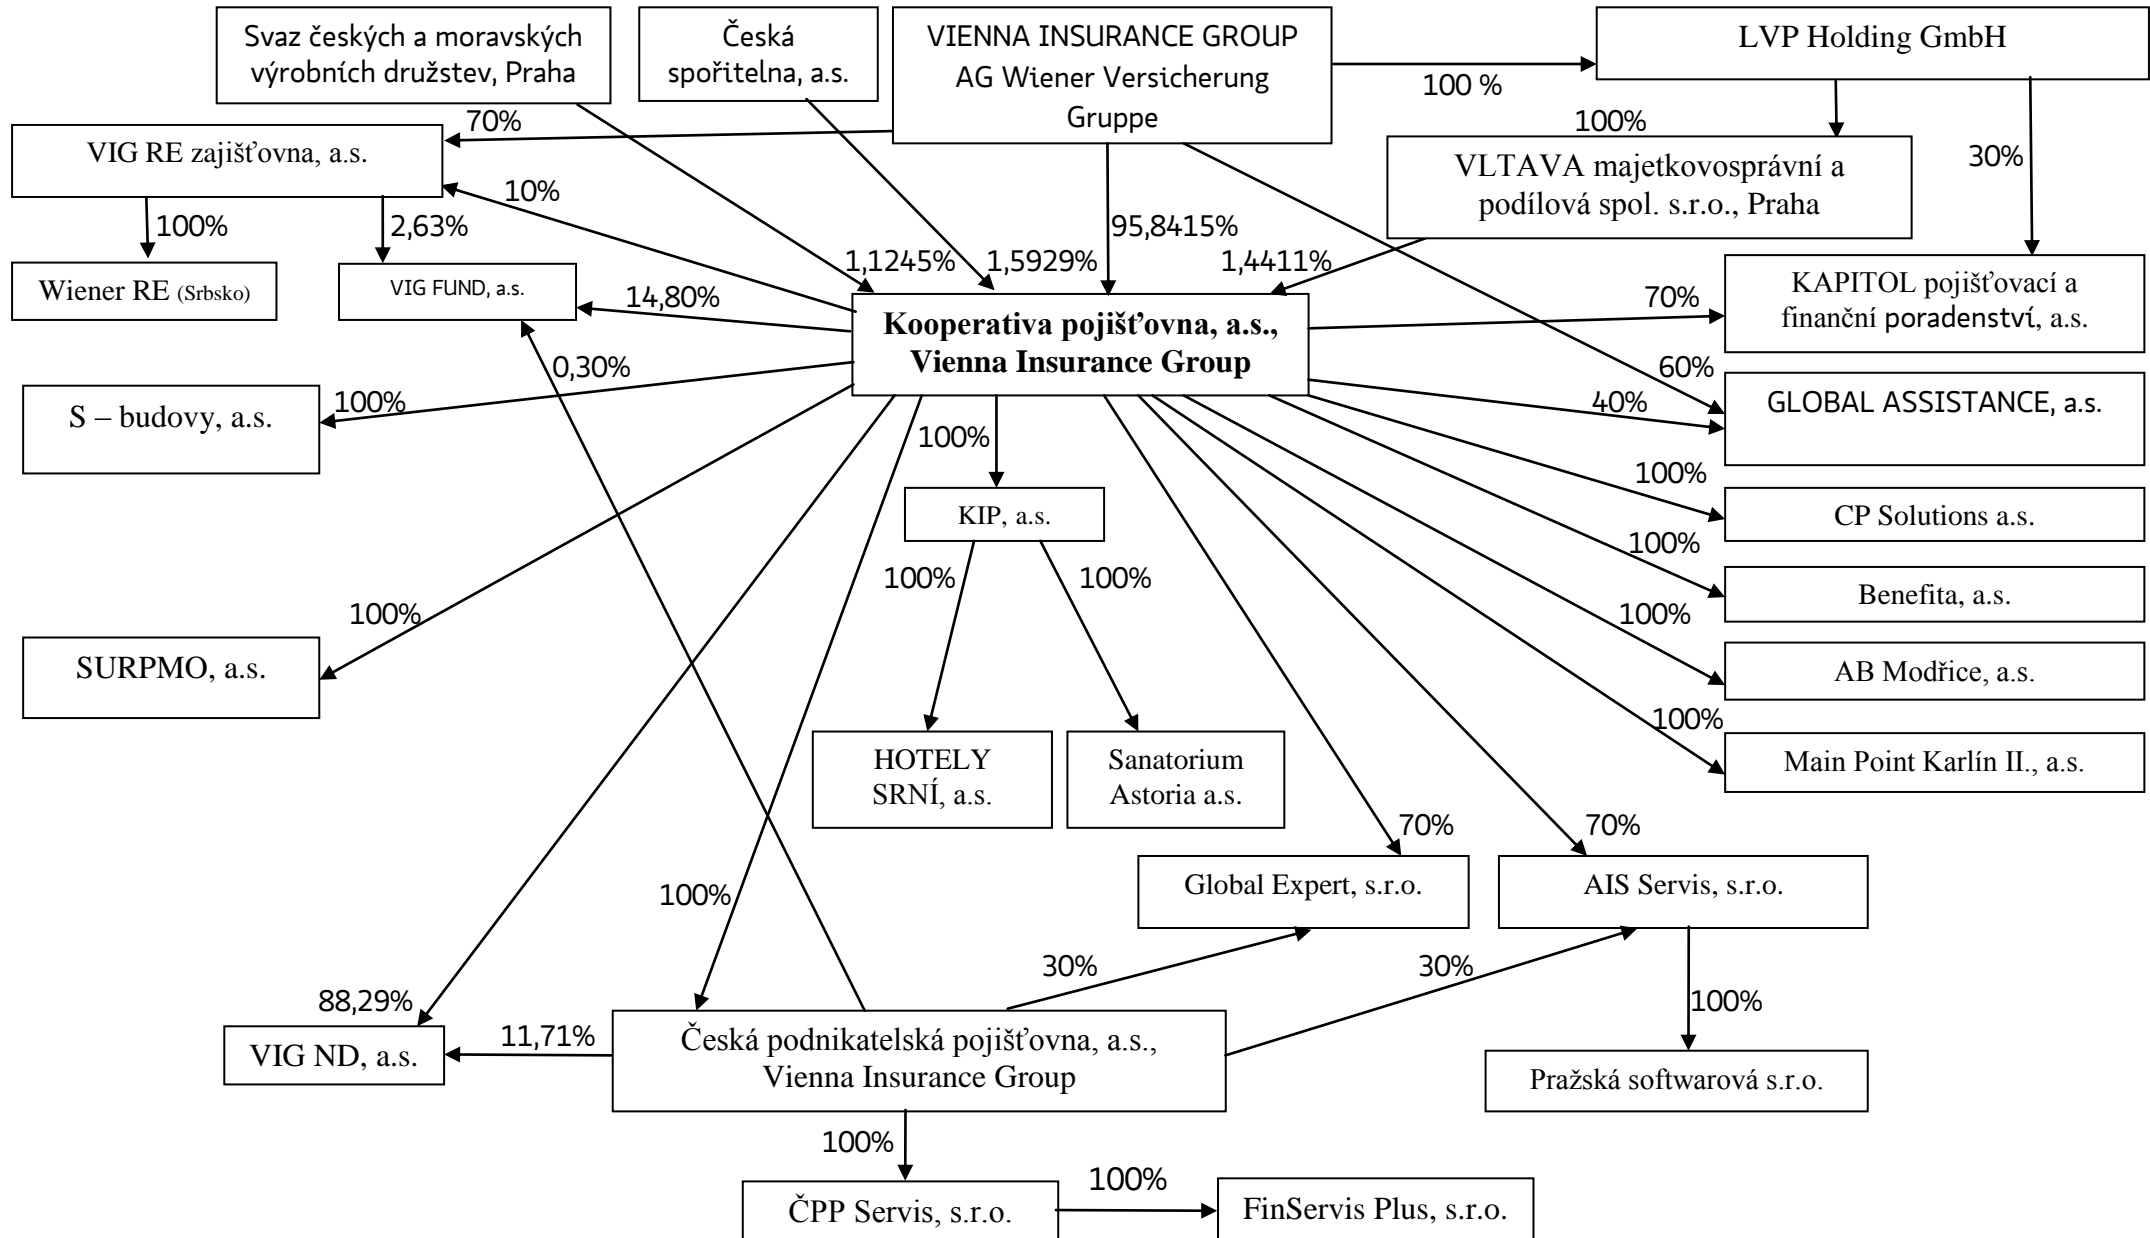 Svaz českých a moravských
výrobních družstev, Praha
Česká
spořitelna, a.s.
VIENNA INSURANCE GROUP
AG Wiener Versicherung
Gruppe
LVP Holding GmbH
100 %
70%
100%
30%
VIG RE zajišťovna, a.s.
VLTAVA majetkovosprávní a
podílová spol. s.r.o., Praha
10%
100%
2,63%
95,8415%
1,1245%
1,5929%
1,4411%
Wiener RE (Srbsko)
VIG FUND, a.s.
14,80%
70%
KAPITOL pojišťovací a
finanční poradenství, a.s.
Kooperativa pojišťovna, a.s.,
Vienna Insurance Group
0,30%
60%
100%
40%
S – budovy, a.s.
GLOBAL ASSISTANCE, a.s.
100%
100%
KIP, a.s.
CP Solutions a.s.
100%
100%
100%
Benefita, a.s.
100%
100%
SURPMO, a.s.
AB Modřice, a.s.
100%
HOTELY
SRNÍ, a.s.
Sanatorium
Astoria a.s.
Main Point Karlín II., a.s.
70%
70%
100%
Global Expert, s.r.o.
AIS Servis, s.r.o.
30%
30%
88,29%
100%
11,71%
VIG ND, a.s.
Česká podnikatelská pojišťovna, a.s.,
Vienna Insurance Group
Pražská softwarová s.r.o.
100%
100%
ČPP Servis, s.r.o.
FinServis Plus, s.r.o.